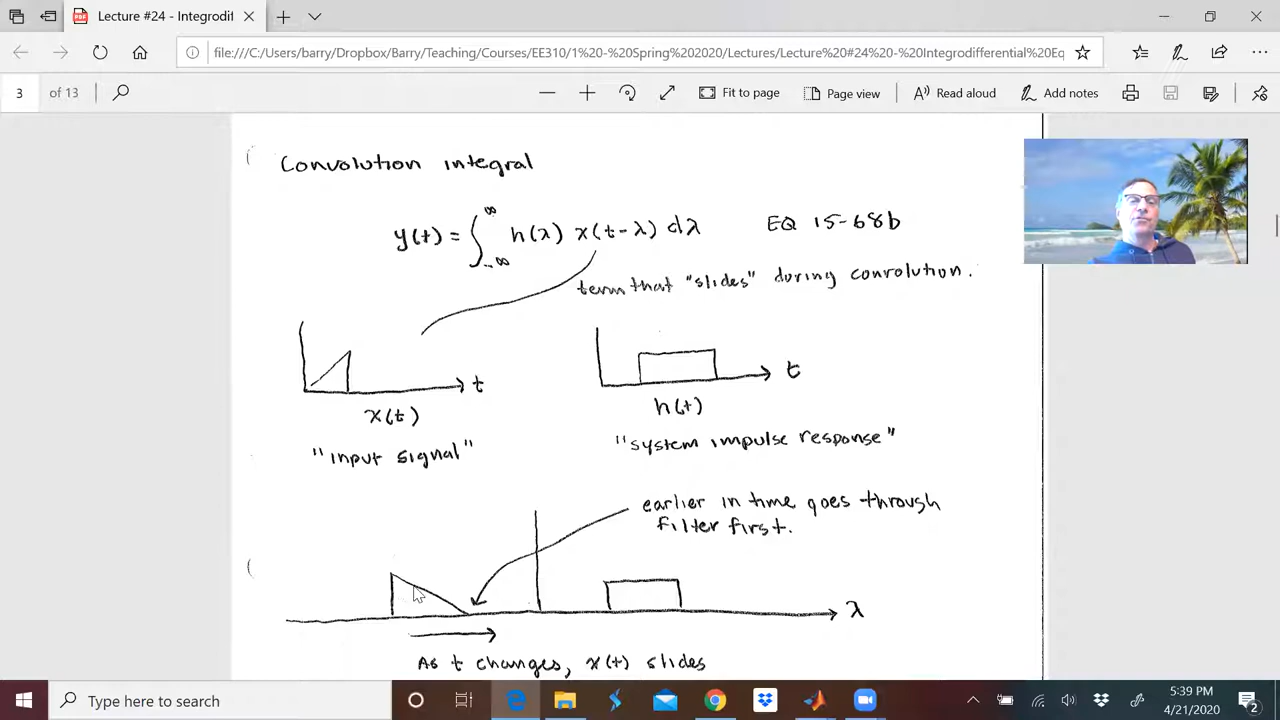 Lecture #24 - Integrodif
file:///C:/Users/barry/Dropbox/Barry/Teaching/Courses/EE310/1%20-%20Spring%202020/Lectures/Lecture%20#24%20-%20Integrodifferential%20Eq
3 of 13
Fit to page
Page view
Read aloud
Add notes
Convolution integral
y(t) = ∫_{-∞}^{∞} h(λ) x(t-λ) dλ EQ 15-68b
term that "slides" during convolution.
t
t
x(t)
h(t)
"input signal"
"system impulse response"
earlier in time goes through
filter first.
λ
As t changes, x(t) slides
Type here to search
5:39 PM
4/21/2020
2